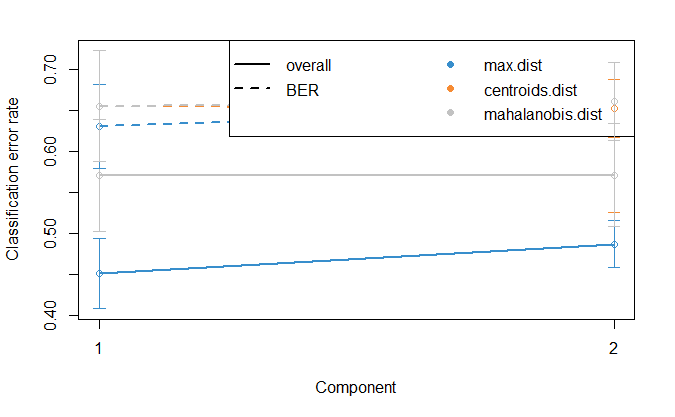 overall
BER
max.dist
centroids.dist
mahalanobis.dist
Classification error rate
0.70
0.60
0.50
0.40
1
2
Component